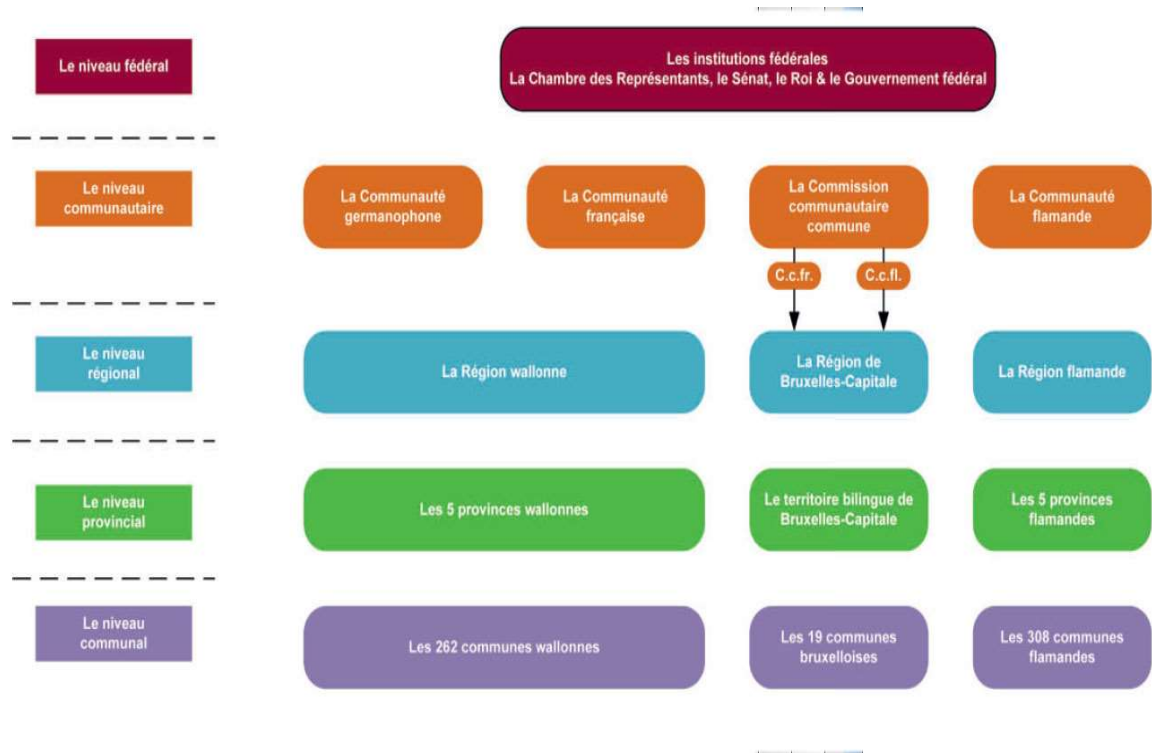 Le niveau fédéral
Les institutions fédérales
La Chambre des Représentants, le Sénat, le Roi & le Gouvernement fédéral
Le niveau
communautaire
La Communauté
germanophone
La Communauté
française
La Commission
communautaire
commune
La Communauté
flamande
C.c.fr.
C.c.fl.
Le niveau
régional
La Région wallonne
La Région de
Bruxelles-Capitale
La Région flamande
Le niveau
provincial
Les 5 provinces wallonnes
Le territoire bilingue de
Bruxelles-Capitale
Les 5 provinces
flamandes
Le niveau
communal
Les 262 communes wallonnes
Les 19 communes
bruxelloises
Les 308 communes
flamandes